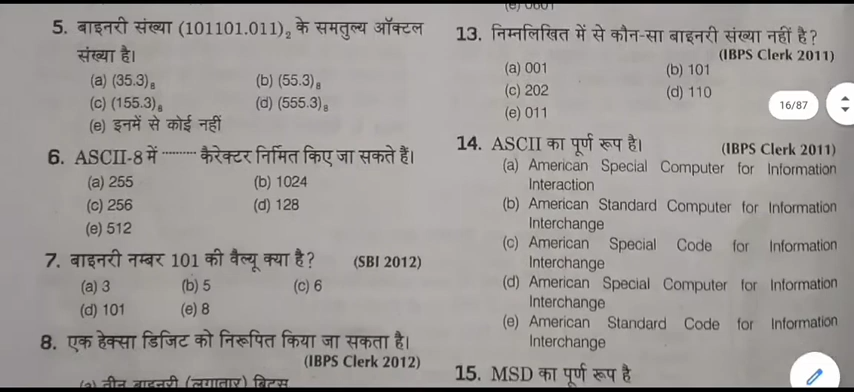 5. बाइनरी संख्या (101101.011)₂ के समतुल्य ऑक्टल
संख्या है।
(a) (35.3)₈ (b) (55.3)₈
(c) (155.3)₈ (d) (555.3)₈
(e) इनमें से कोई नहीं
6. ASCII-8 में ········ कैरेक्टर निर्मित किए जा सकते हैं।
(a) 255 (b) 1024
(c) 256 (d) 128
(e) 512
7. बाइनरी नम्बर 101 की वैल्यू क्या है? (SBI 2012)
(a) 3 (b) 5 (c) 6
(d) 101 (e) 8
8. एक हेक्सा डिजिट को निरूपित किया जा सकता है।
(IBPS Clerk 2012)
(a) तीन बाइनरी (लगातार) बिट्स
(e) 0001
13. निम्नलिखित में से कौन-सा बाइनरी संख्या नहीं है?
(IBPS Clerk 2011)
(a) 001 (b) 101
(c) 202 (d) 110
(e) 011
16/87
14. ASCII का पूर्ण रूप है। (IBPS Clerk 2011)
(a) American Special Computer for Information
Interaction
(b) American Standard Computer for Information
Interchange
(c) American Special Code for Information
Interchange
(d) American Special Computer for Information
Interchange
(e) American Standard Code for Information
Interchange
15. MSD का पूर्ण रूप है